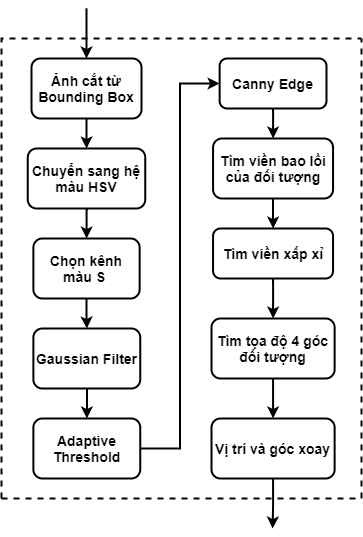 Ảnh cắt từ
Bounding Box
Chuyển sang hệ
màu HSV
Chọn kênh
màu S
Gaussian Filter
Adaptive
Threshold
Canny Edge
Tìm viền bao lồi
của đối tượng
Tìm viền xấp xỉ
Tìm tọa độ 4 góc
đối tượng
Vị trí và góc xoay